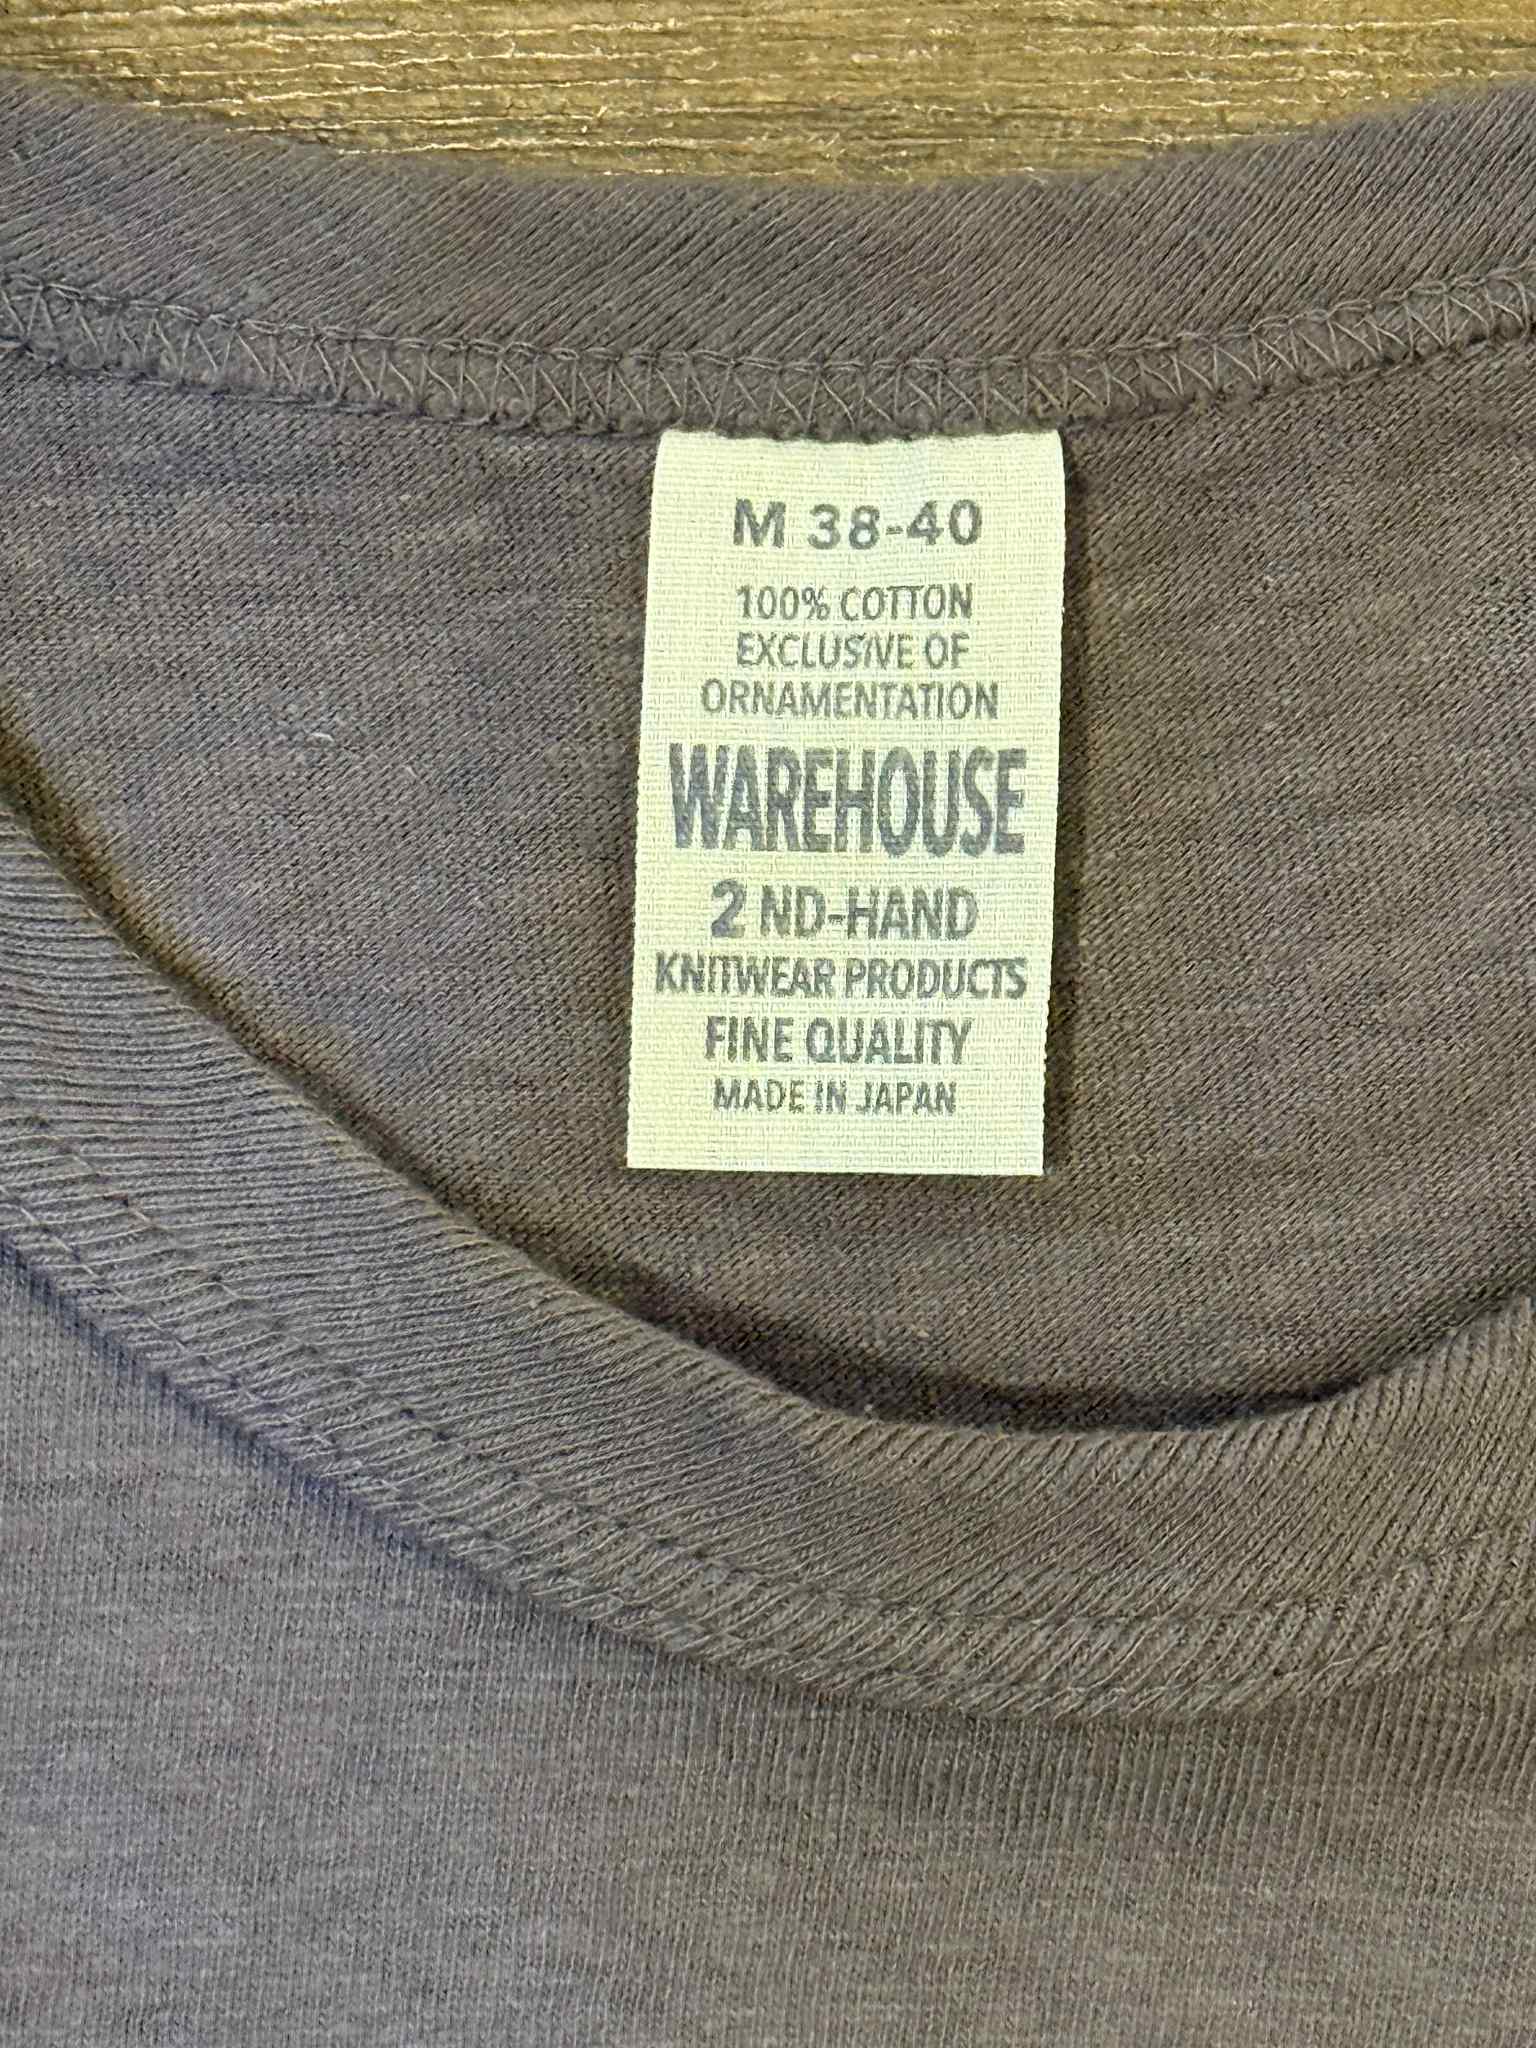 M 38-40
100% COTTON
EXCLUSIVE OF
ORNAMENTATION
WAREHOUSE
2 ND-HAND
KNITWEAR PRODUCTS
FINE QUALITY
MADE IN JAPAN